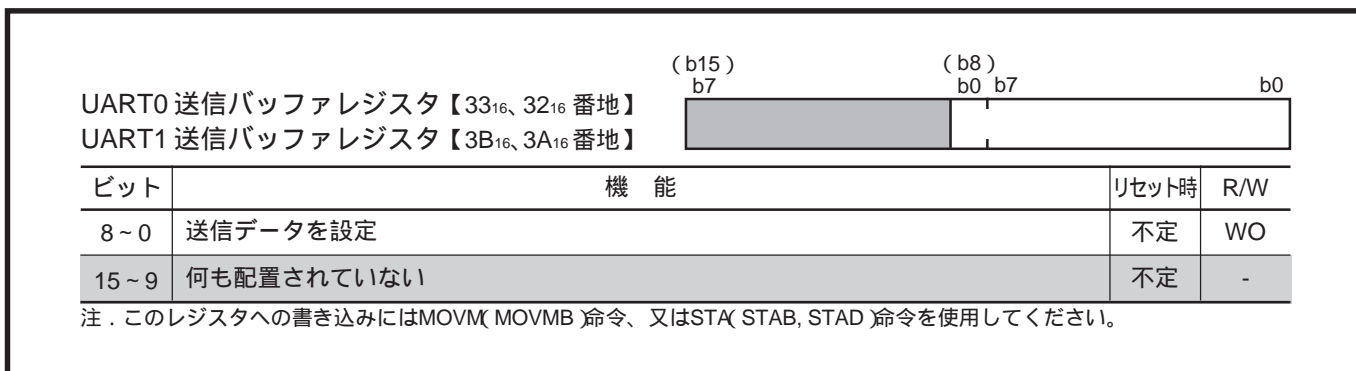 (b15) (b8)
b7 b0 b7 b0
UART0 送信バッファレジスタ【33₁₆、32₁₆ 番地】
UART1 送信バッファレジスタ【3B₁₆、3A₁₆ 番地】
ビット 機 能 リセット時 R/W
8~0 送信データを設定 不定 WO
15~9 何も配置されていない 不定 -
注．このレジスタへの書き込みにはMOVM(MOVMB)命令、又はSTA(STAB, STAD)命令を使用してください。